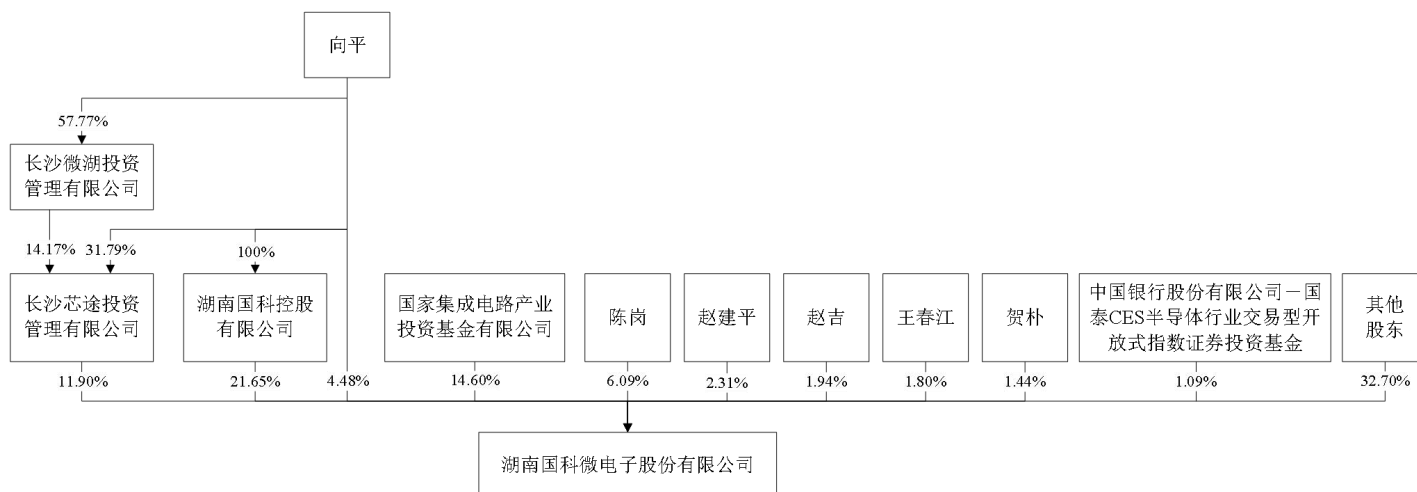 向平
57.77%
长沙微湖投资
管理有限公司
14.17%
31.79%
100%
长沙芯途投资
管理有限公司
湖南国科控股
有限公司
国家集成电路产业
投资基金有限公司
陈岗
赵建平
赵吉
王春江
贺朴
中国银行股份有限公司－国
泰CES半导体行业交易型开
放式指数证券投资基金
其他
股东
11.90%
21.65%
4.48%
14.60%
6.09%
2.31%
1.94%
1.80%
1.44%
1.09%
32.70%
湖南国科微电子股份有限公司